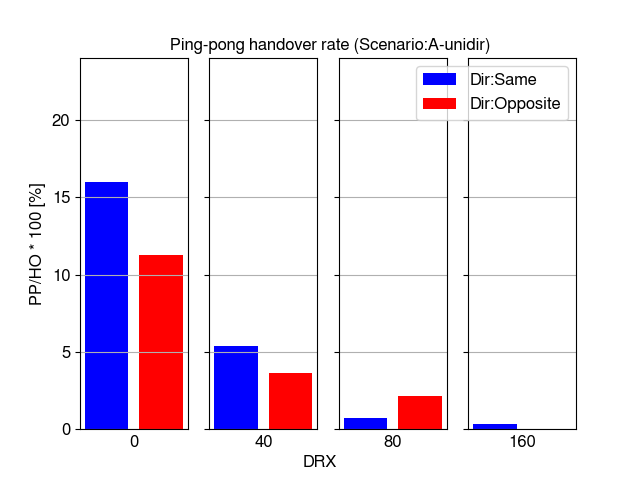 Ping-pong handover rate (Scenario:A-unidir)
Dir:Same
Dir:Opposite
PP/HO * 100 [%]
20
15
10
5
0
0 40 80 160
DRX